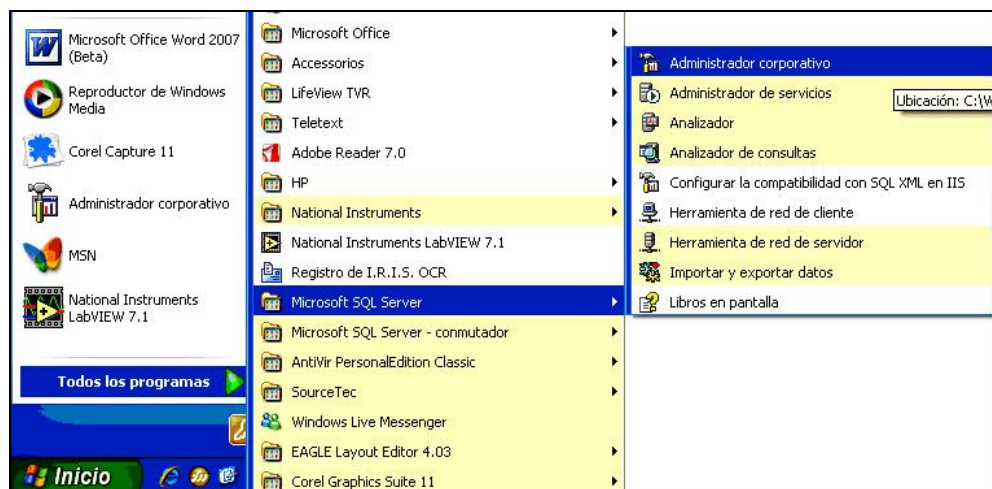 Microsoft Office Word 2007
(Beta)
Reproductor de Windows
Media
Corel Capture 11
Administrador corporativo
MSN
National Instruments
LabVIEW 7.1
Todos los programas
Inicio
Microsoft Office
Accessorios
LifeView TVR
Teletext
Adobe Reader 7.0
HP
National Instruments
National Instruments LabVIEW 7.1
Registro de I.R.I.S. OCR
Microsoft SQL Server
Microsoft SQL Server - conmutador
AntiVir PersonalEdition Classic
SourceTec
Windows Live Messenger
EAGLE Layout Editor 4.03
Corel Graphics Suite 11
Administrador corporativo
Administrador de servicios
Ubicación: C:\W
Analizador
Analizador de consultas
Configurar la compatibilidad con SQL XML en IIS
Herramienta de red de cliente
Herramienta de red de servidor
Importar y exportar datos
Libros en pantalla